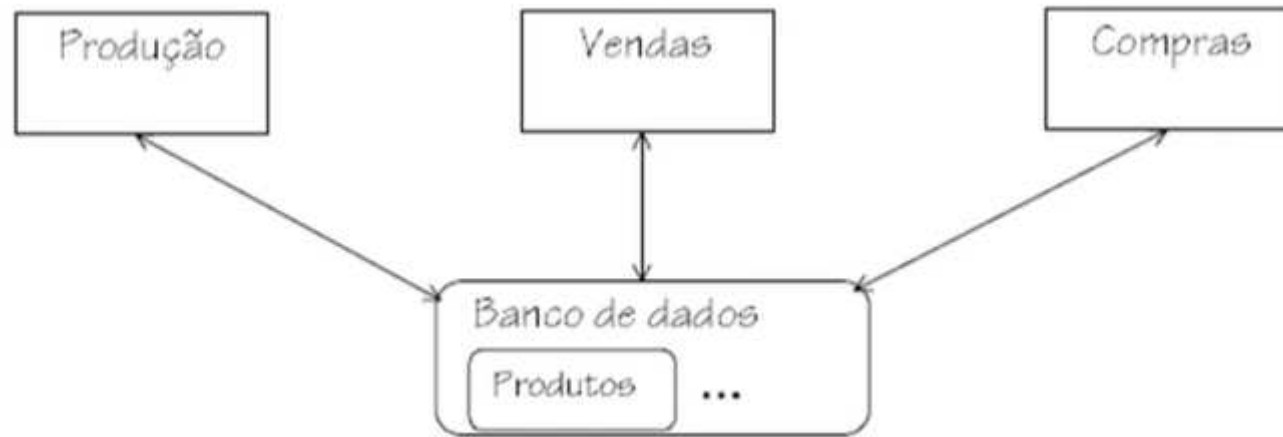 Produção
Vendas
Compras
Banco de dados
Produtos ...